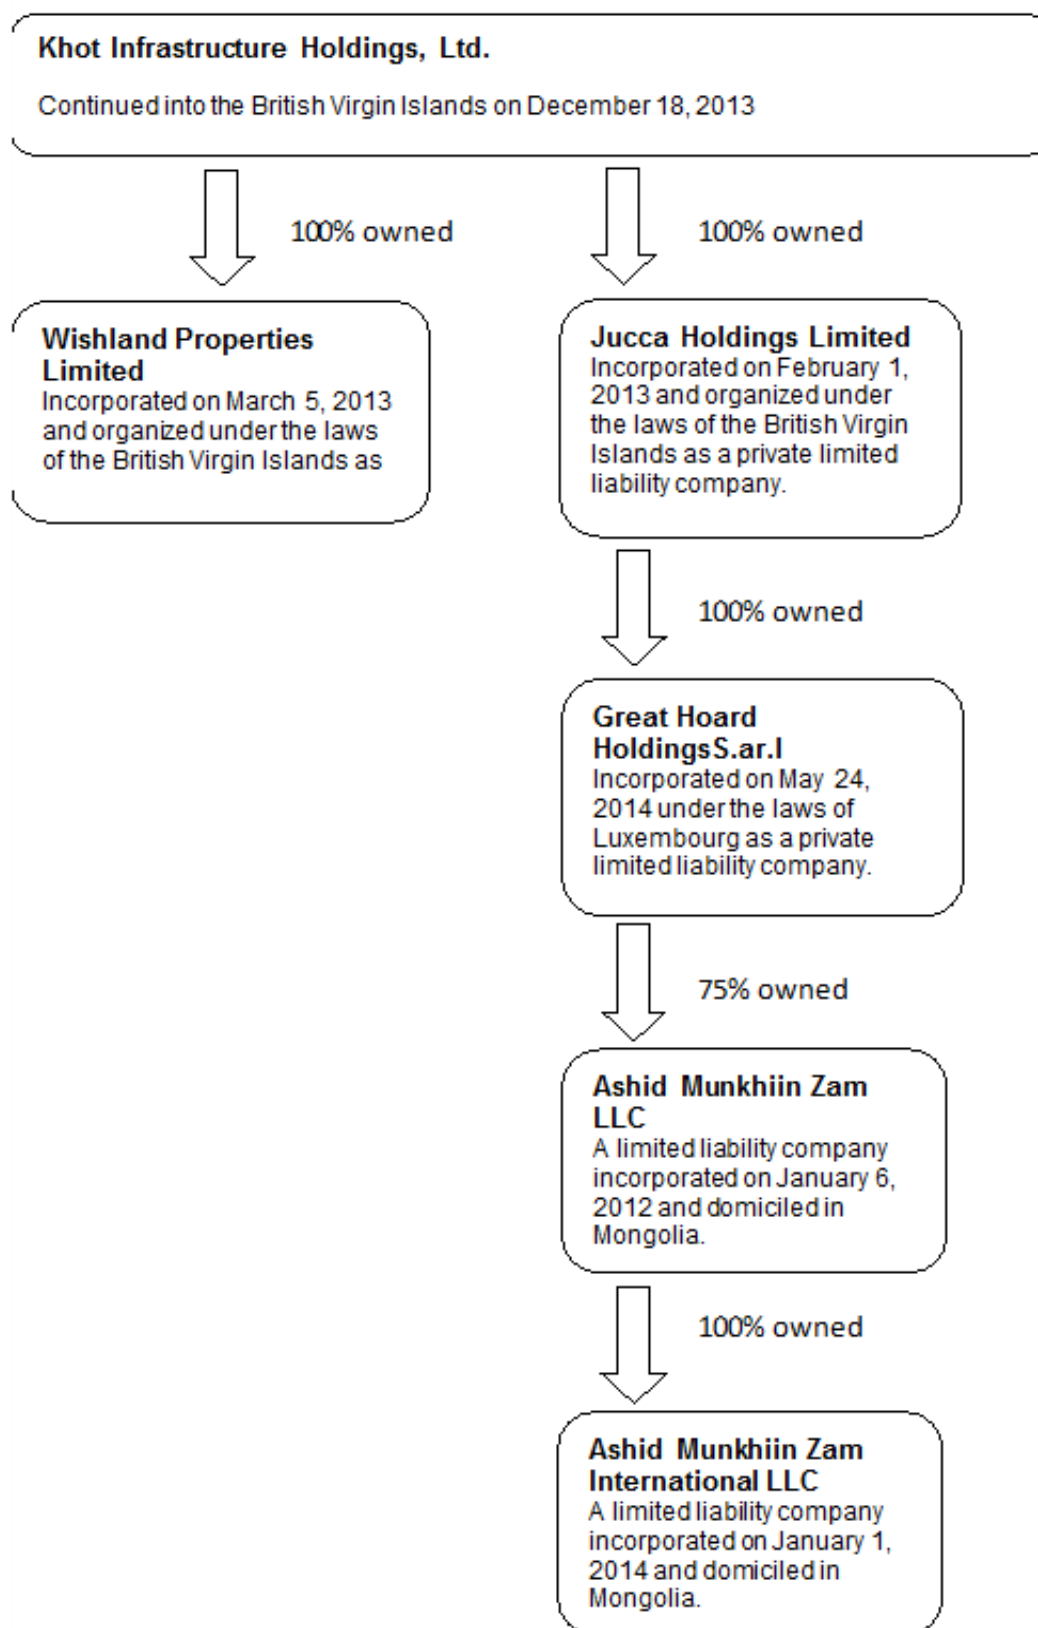 Khot Infrastructure Holdings, Ltd.
Continued into the British Virgin Islands on December 18, 2013
100% owned
100% owned
Wishland Properties
Limited
Incorporated on March 5, 2013
and organized under the laws
of the British Virgin Islands as
Jucca Holdings Limited
Incorporated on February 1,
2013 and organized under
the laws of the British Virgin
Islands as a private limited
liability company.
100% owned
Great Hoard
HoldingsS.ar.l
Incorporated on May 24,
2014 under the laws of
Luxembourg as a private
limited liability company.
75% owned
Ashid Munkhiin Zam
LLC
A limited liability company
incorporated on January 6,
2012 and domiciled in
Mongolia.
100% owned
Ashid Munkhiin Zam
International LLC
A limited liability company
incorporated on January 1,
2014 and domiciled in
Mongolia.